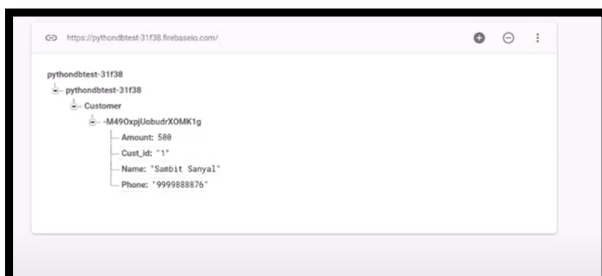 https://pythondbtest-31f38.firebaseio.com/
pythondbtest-31f38
pythondbtest-31f38
Customer
-M49OxpjUobudrXOMK1g
Amount: 500
Cust_id: "1"
Name: "Sambit Sanyal"
Phone: "9999888876"